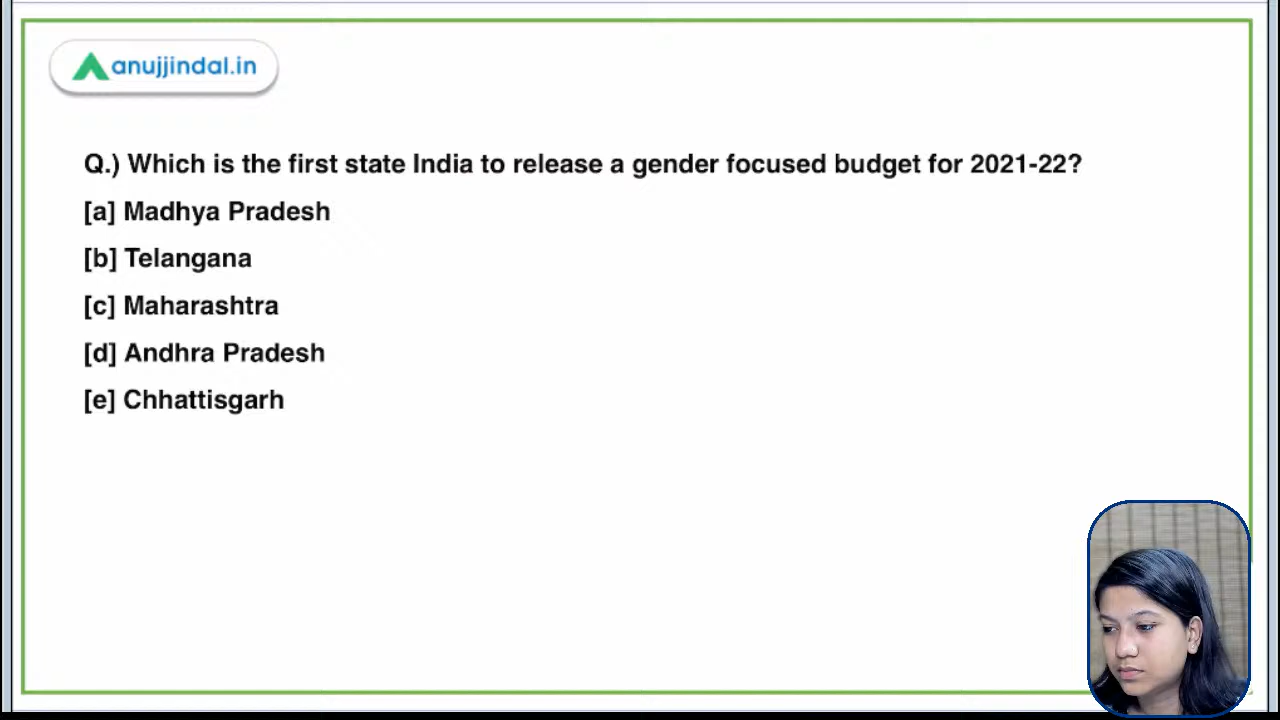 anujjindal.in
Q.) Which is the first state India to release a gender focused budget for 2021-22?
[a] Madhya Pradesh
[b] Telangana
[c] Maharashtra
[d] Andhra Pradesh
[e] Chhattisgarh